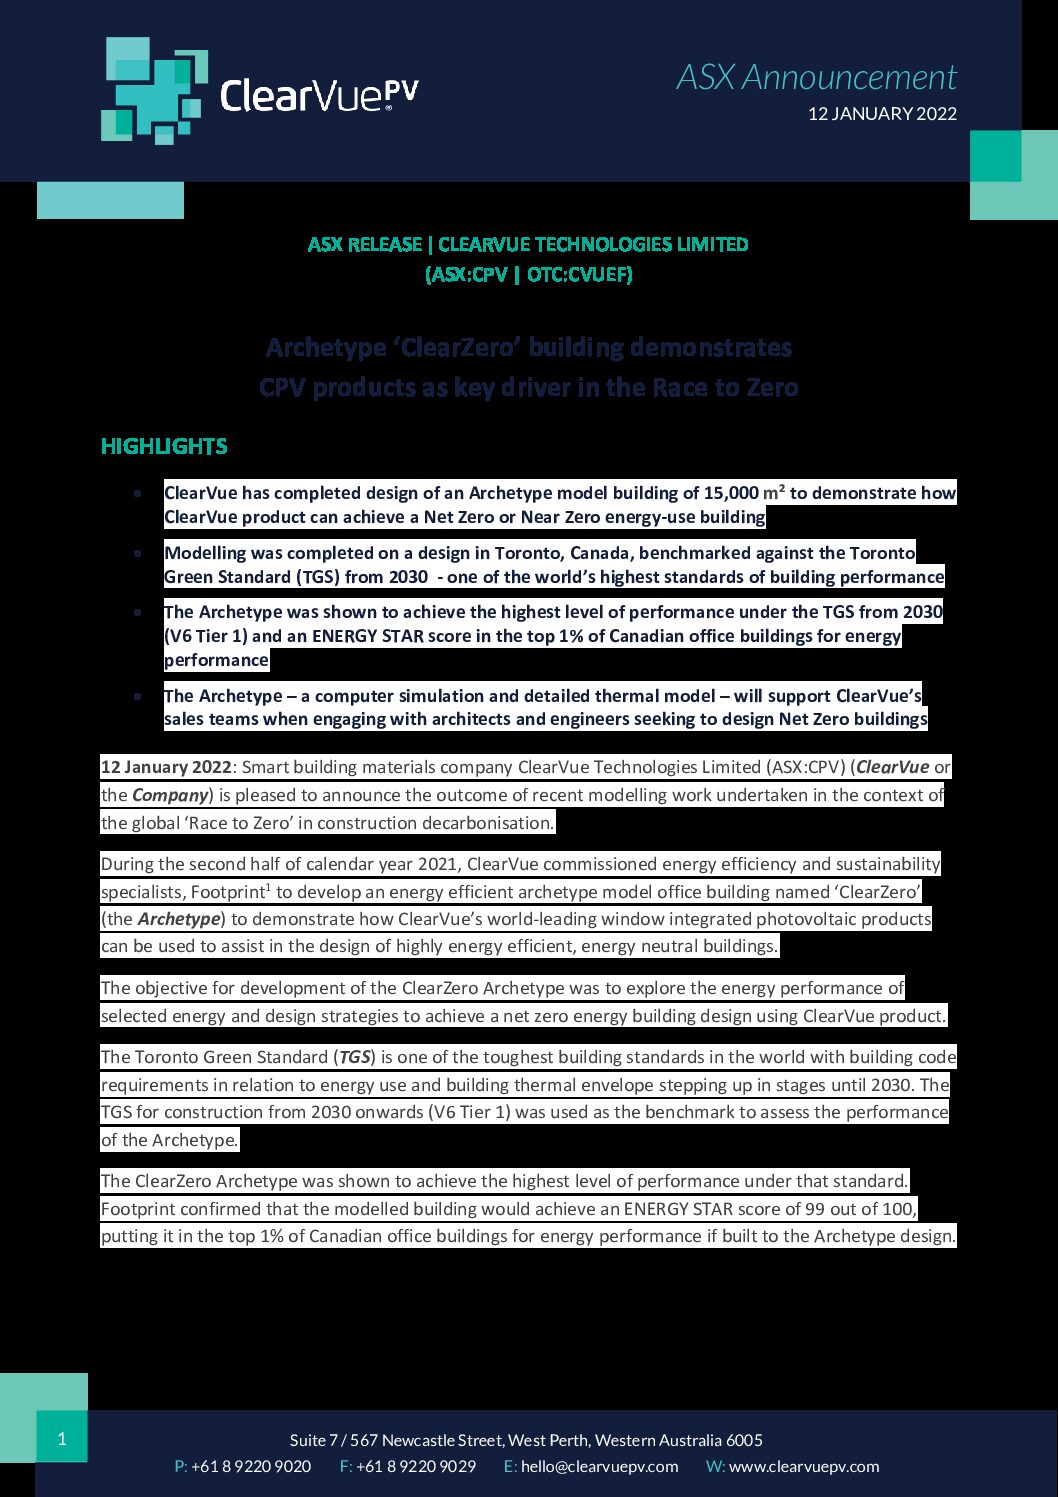 ClearVuePV®
ASX Announcement
12 JANUARY 2022
ASX RELEASE | CLEARVUE TECHNOLOGIES LIMITED
(ASX:CPV | OTC:CVUEF)
Archetype ‘ClearZero’ building demonstrates
CPV products as key driver in the Race to Zero
HIGHLIGHTS
• ClearVue has completed design of an Archetype model building of 15,000 m² to demonstrate how
ClearVue product can achieve a Net Zero or Near Zero energy-use building
• Modelling was completed on a design in Toronto, Canada, benchmarked against the Toronto
Green Standard (TGS) from 2030 - one of the world’s highest standards of building performance
• The Archetype was shown to achieve the highest level of performance under the TGS from 2030
(V6 Tier 1) and an ENERGY STAR score in the top 1% of Canadian office buildings for energy
performance
• The Archetype – a computer simulation and detailed thermal model – will support ClearVue’s
sales teams when engaging with architects and engineers seeking to design Net Zero buildings
12 January 2022: Smart building materials company ClearVue Technologies Limited (ASX:CPV) (ClearVue or
the Company) is pleased to announce the outcome of recent modelling work undertaken in the context of
the global ‘Race to Zero’ in construction decarbonisation.
During the second half of calendar year 2021, ClearVue commissioned energy efficiency and sustainability
specialists, Footprint¹ to develop an energy efficient archetype model office building named ‘ClearZero’
(the Archetype) to demonstrate how ClearVue’s world-leading window integrated photovoltaic products
can be used to assist in the design of highly energy efficient, energy neutral buildings.
The objective for development of the ClearZero Archetype was to explore the energy performance of
selected energy and design strategies to achieve a net zero energy building design using ClearVue product.
The Toronto Green Standard (TGS) is one of the toughest building standards in the world with building code
requirements in relation to energy use and building thermal envelope stepping up in stages until 2030. The
TGS for construction from 2030 onwards (V6 Tier 1) was used as the benchmark to assess the performance
of the Archetype.
The ClearZero Archetype was shown to achieve the highest level of performance under that standard.
Footprint confirmed that the modelled building would achieve an ENERGY STAR score of 99 out of 100,
putting it in the top 1% of Canadian office buildings for energy performance if built to the Archetype design.
1
Suite 7 / 567 Newcastle Street, West Perth, Western Australia 6005
P: +61 8 9220 9020 F: +61 8 9220 9029 E: hello@clearvuepv.com W: www.clearvuepv.com